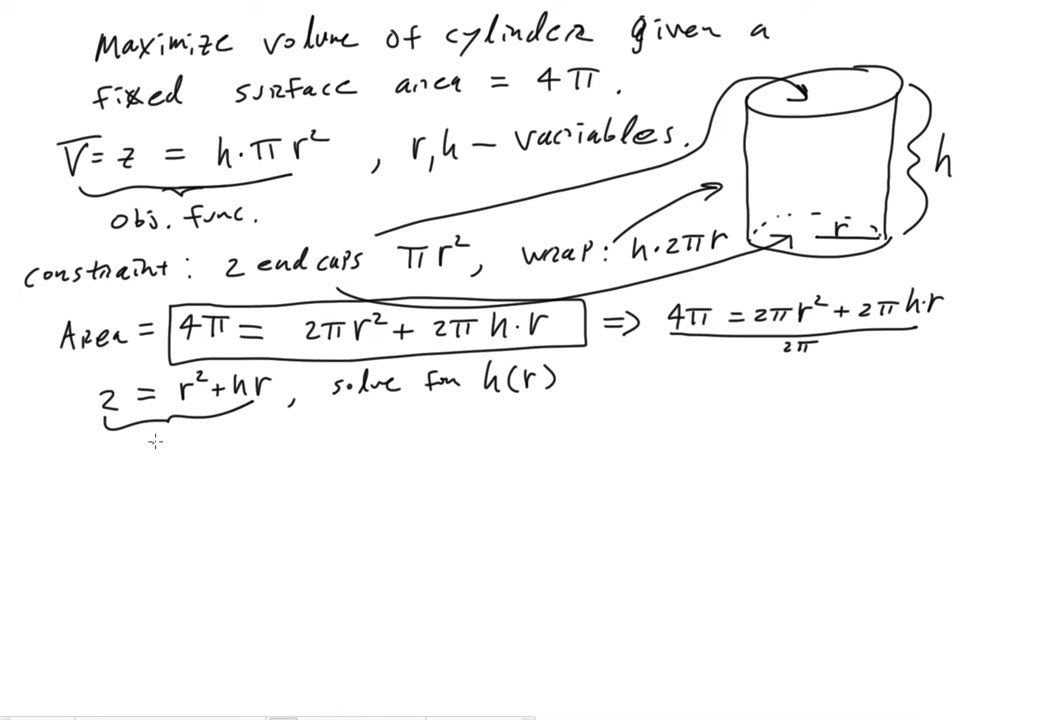 Maximize volume of cylinder given a
fixed surface area = 4π.
V = z = h·πr², r,h – variables.
obj. func.
h
r
constraint: 2 end caps πr², wrap: h·2πr
Area = 4π = 2πr² + 2π h·r => 4π = 2πr² + 2π h·r
2π
2 = r² + hr, solve for h(r)